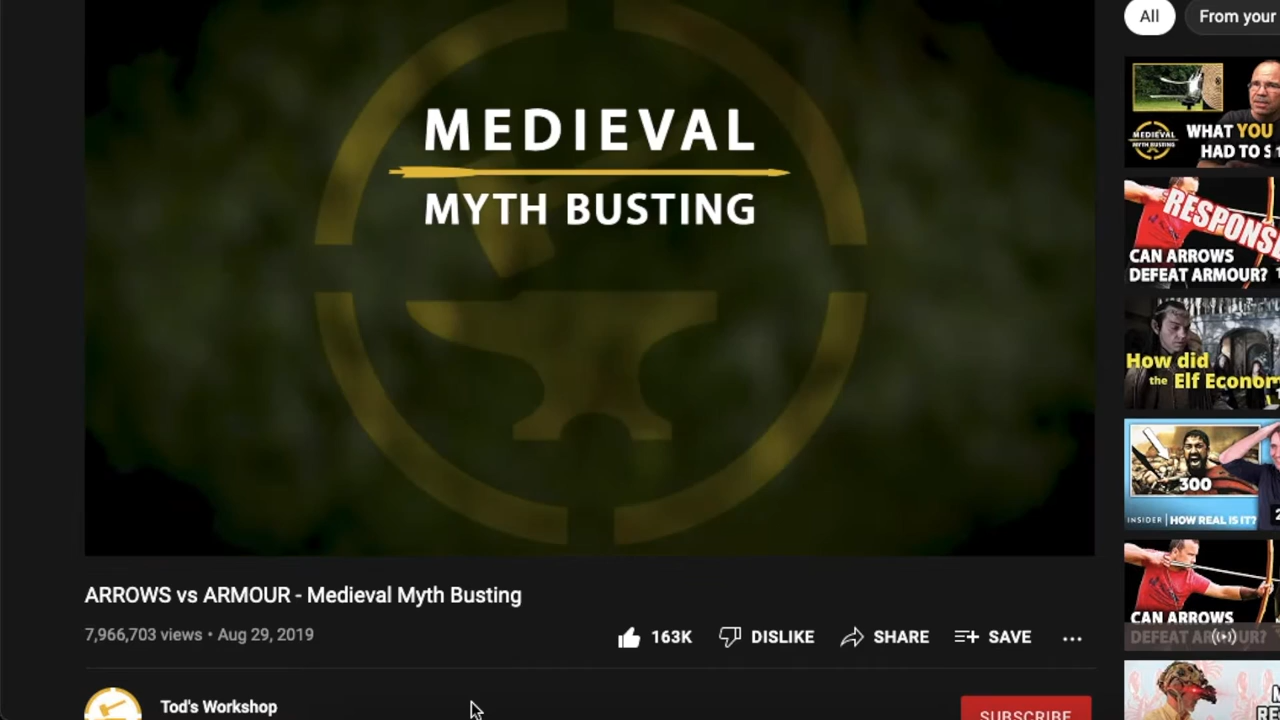 MEDIEVAL
MYTH BUSTING
ARROWS vs ARMOUR - Medieval Myth Busting
7,966,703 views • Aug 29, 2019
163K
DISLIKE
SHARE
SAVE
Tod's Workshop
SUBSCRIBE
All
From your
MEDIEVAL
MYTH BUSTING
WHAT YOU
HAD TO S
RESPONSE
CAN ARROWS
DEFEAT ARMOUR?
How did
the Elf Econom
300
INSIDER | HOW REAL IS IT?
CAN ARROWS
DEFEAT ARMOUR?